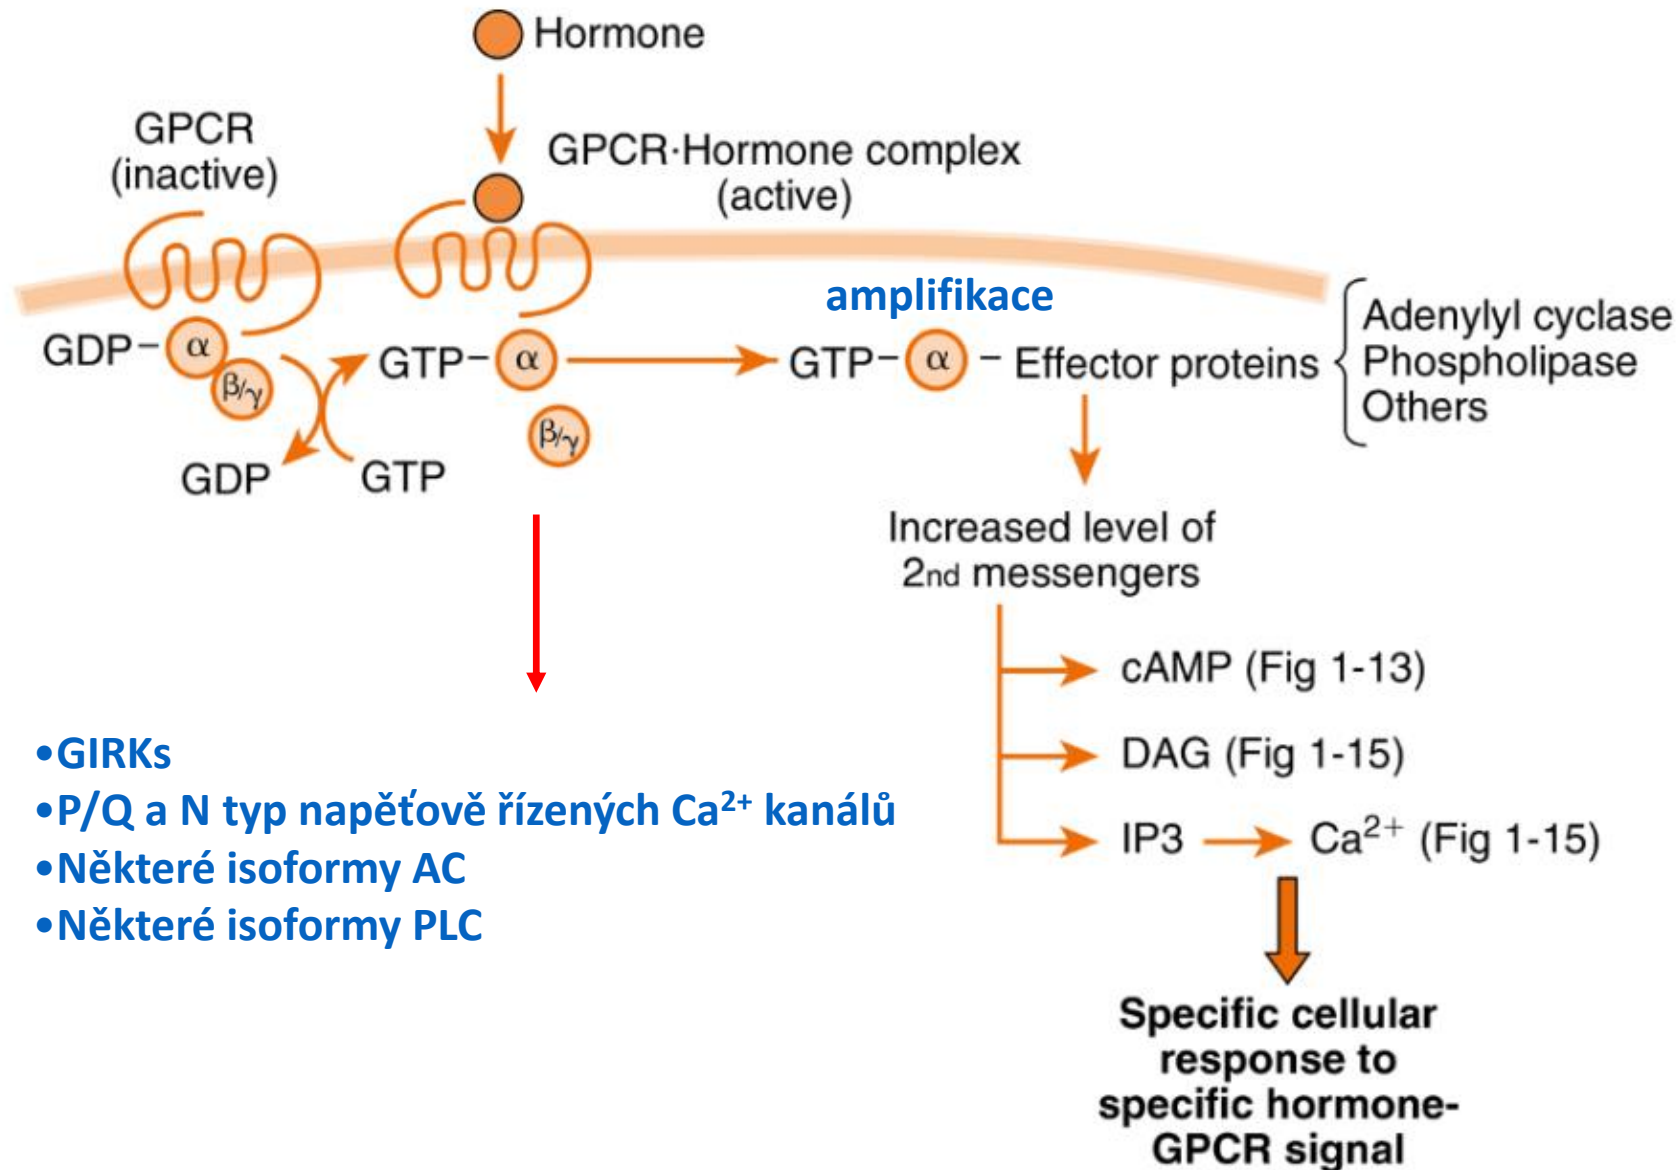 Hormone
GPCR
(inactive)
GPCR·Hormone complex
(active)
amplifikace
GDP–
α
β/γ
GTP–
α
β/γ
GDP
GTP
GTP–
α
– Effector proteins
Adenylyl cyclase
Phospholipase
Others
Increased level of
2nd messengers
cAMP (Fig 1-13)
DAG (Fig 1-15)
IP3
Ca²⁺ (Fig 1-15)
•GIRKs
•P/Q a N typ napěťově řízených Ca²⁺ kanálů
•Některé isoformy AC
•Některé isoformy PLC
Specific cellular
response to
specific hormone-
GPCR signal